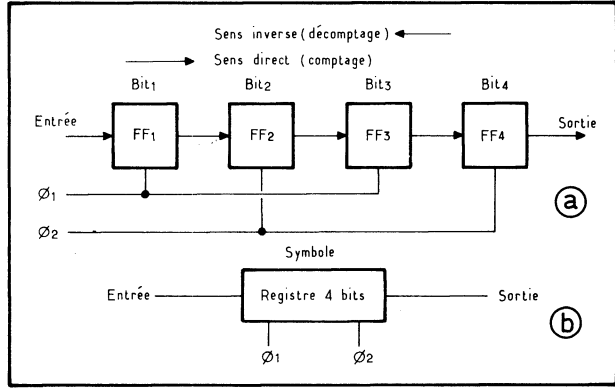 Sens inverse (décomptage)
Sens direct (comptage)
Bit1 Bit2 Bit3 Bit4
Entrée FF1 FF2 FF3 FF4 Sortie
Ø1
Ø2
a
Symbole
Entrée Registre 4 bits Sortie
Ø1 Ø2
b